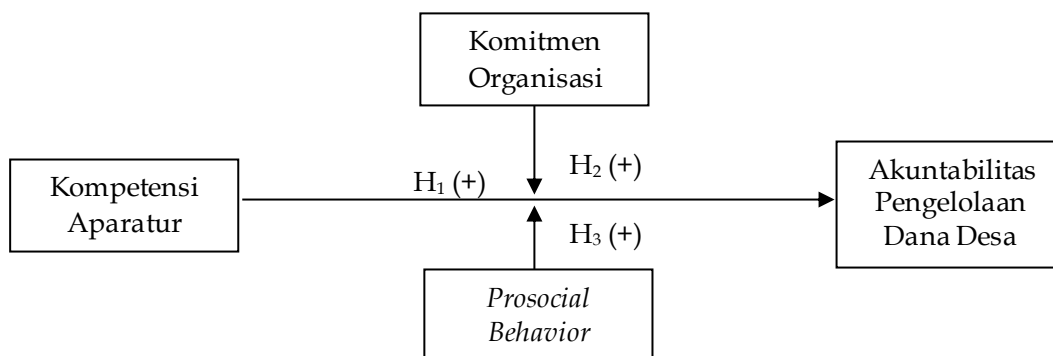 Komitmen
Organisasi
Kompetensi
Aparatur
H₁ (+)
H₂ (+)
H₃ (+)
Akuntabilitas
Pengelolaan
Dana Desa
Prosocial
Behavior